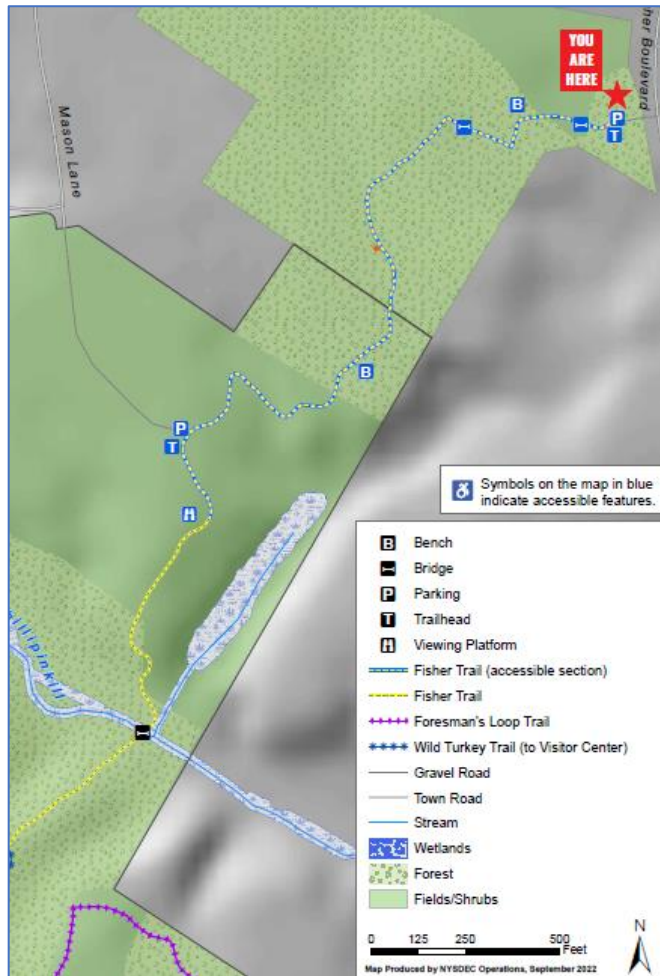 YOU
ARE
HERE
her Boulevard
B
P
T
Mason Lane
B
P
T
Symbols on the map in blue
indicate accessible features.
illipinkill
B Bench
Bridge
P Parking
T Trailhead
Viewing Platform
Fisher Trail (accessible section)
Fisher Trail
Foresman's Loop Trail
Wild Turkey Trail (to Visitor Center)
Gravel Road
Town Road
Stream
Wetlands
Forest
Fields/Shrubs
0 125 250 500
Feet
N
Map Produced by NYSDEC Operations, September 2022